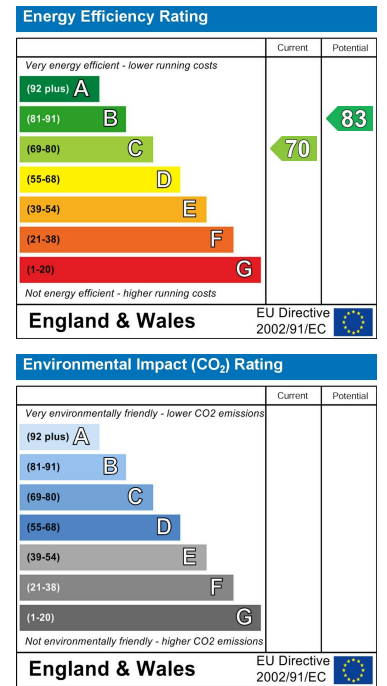 Energy Efficiency Rating
Current Potential
Very energy efficient - lower running costs
(92 plus) A
(81-91) B 83
(69-80) C 70
(55-68) D
(39-54) E
(21-38) F
(1-20) G
Not energy efficient - higher running costs
England & Wales EU Directive 2002/91/EC
Environmental Impact (CO₂) Rating
Current Potential
Very environmentally friendly - lower CO2 emissions
(92 plus) A
(81-91) B
(69-80) C
(55-68) D
(39-54) E
(21-38) F
(1-20) G
Not environmentally friendly - higher CO2 emissions
England & Wales EU Directive 2002/91/EC